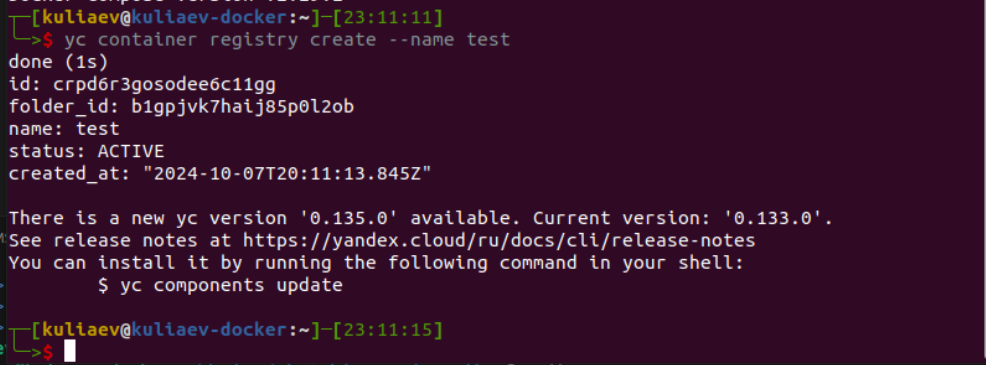 ┬─[kuliaev@kuliaev-docker:~]─[23:11:11]
╰─>$ yc container registry create --name test
done (1s)
id: crpd6r3gosodee6c11gg
folder_id: b1gpjvk7haij85p0l2ob
name: test
status: ACTIVE
created_at: "2024-10-07T20:11:13.845Z"
There is a new yc version '0.135.0' available. Current version: '0.133.0'.
See release notes at https://yandex.cloud/ru/docs/cli/release-notes
You can install it by running the following command in your shell:
$ yc components update
┬─[kuliaev@kuliaev-docker:~]─[23:11:15]
╰─>$